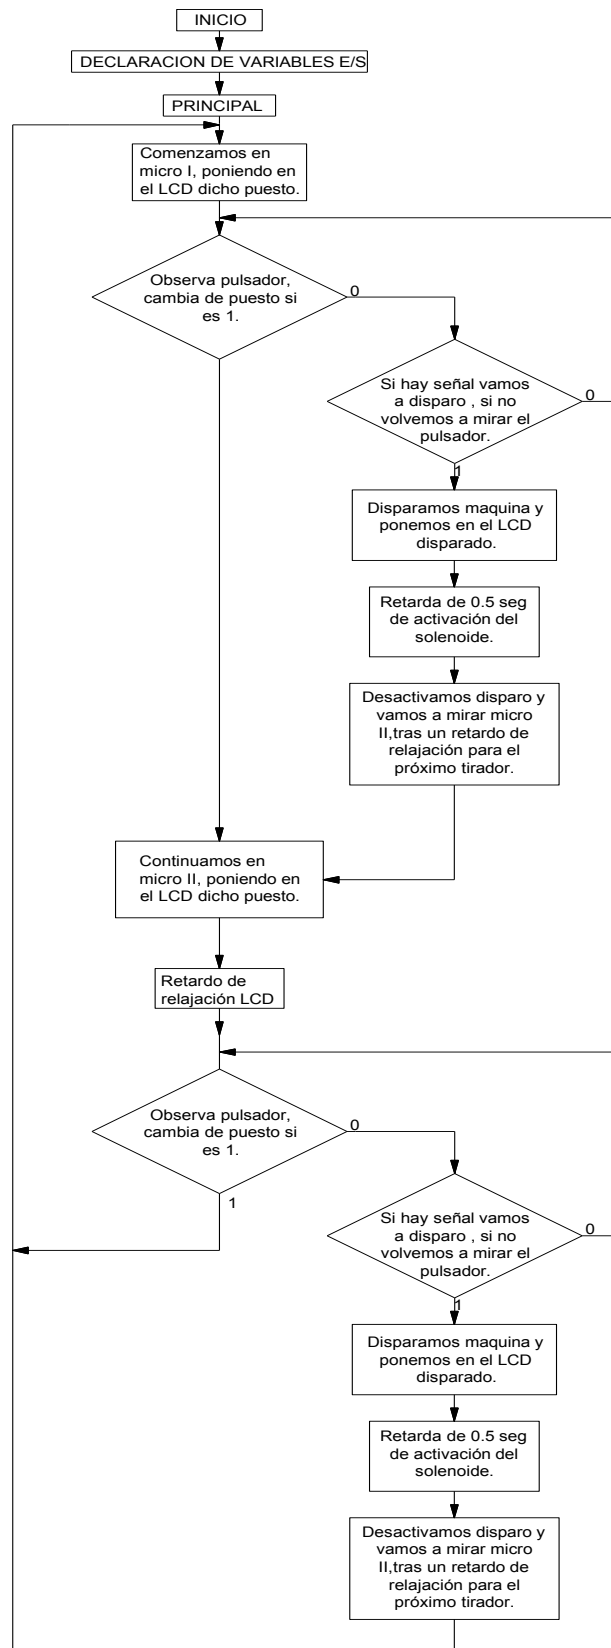 INICIO
DECLARACION DE VARIABLES E/S
PRINCIPAL
Comenzamos en
micro I, poniendo en
el LCD dicho puesto.
Observa pulsador,
cambia de puesto si
es 1.
0
Si hay señal vamos
a disparo , si no
volvemos a mirar el
pulsador.
0
1
Disparamos maquina y
ponemos en el LCD
disparado.
Retarda de 0.5 seg
de activación del
solenoide.
Desactivamos disparo y
vamos a mirar micro
II,tras un retardo de
relajación para el
próximo tirador.
Continuamos en
micro II, poniendo en
el LCD dicho puesto.
Retardo de
relajación LCD
Observa pulsador,
cambia de puesto si
es 1.
0
1
Si hay señal vamos
a disparo , si no
volvemos a mirar el
pulsador.
0
1
Disparamos maquina y
ponemos en el LCD
disparado.
Retarda de 0.5 seg
de activación del
solenoide.
Desactivamos disparo y
vamos a mirar micro
II,tras un retardo de
relajación para el
próximo tirador.